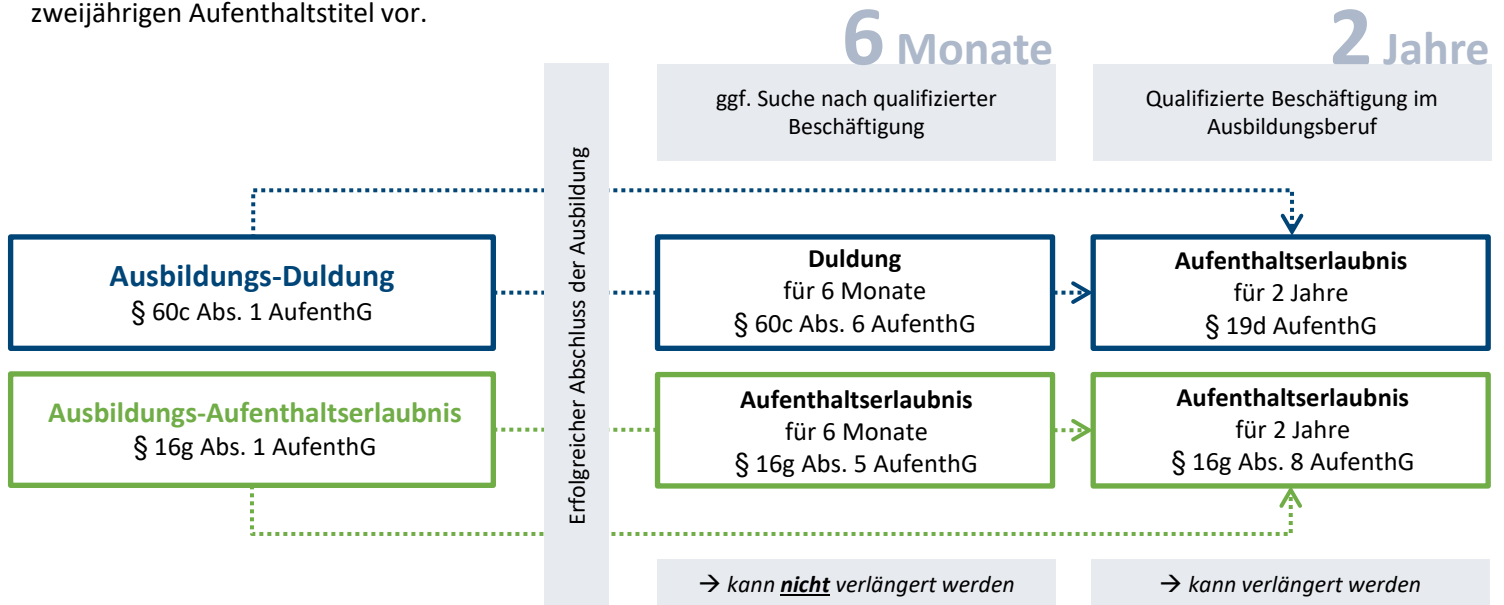 zweijährigen Aufenthaltstitel vor.
6 Monate
2 Jahre
ggf. Suche nach qualifizierter
Beschäftigung
Qualifizierte Beschäftigung im
Ausbildungsberuf
Erfolgreicher Abschluss der Ausbildung
Ausbildungs-Duldung
§ 60c Abs. 1 AufenthG
Duldung
für 6 Monate
§ 60c Abs. 6 AufenthG
Aufenthaltserlaubnis
für 2 Jahre
§ 19d AufenthG
Ausbildungs-Aufenthaltserlaubnis
§ 16g Abs. 1 AufenthG
Aufenthaltserlaubnis
für 6 Monate
§ 16g Abs. 5 AufenthG
Aufenthaltserlaubnis
für 2 Jahre
§ 16g Abs. 8 AufenthG
→ kann nicht verlängert werden
→ kann verlängert werden